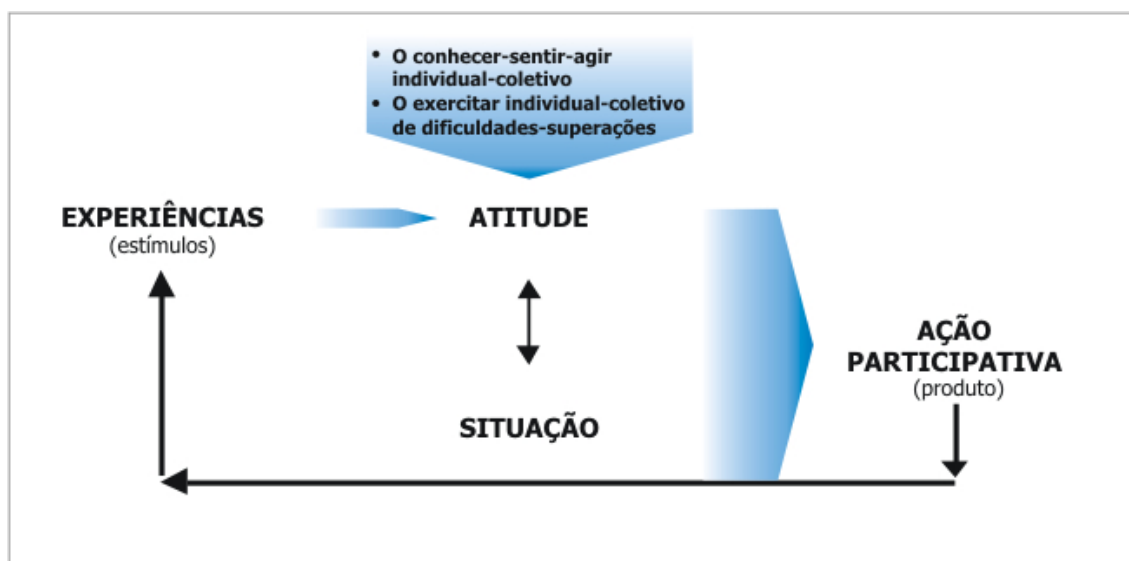 • O conhecer-sentir-agir
individual-coletivo
• O exercitar individual-coletivo
de dificuldades-superações
EXPERIÊNCIAS
(estímulos)
ATITUDE
AÇÃO
PARTICIPATIVA
(produto)
SITUAÇÃO